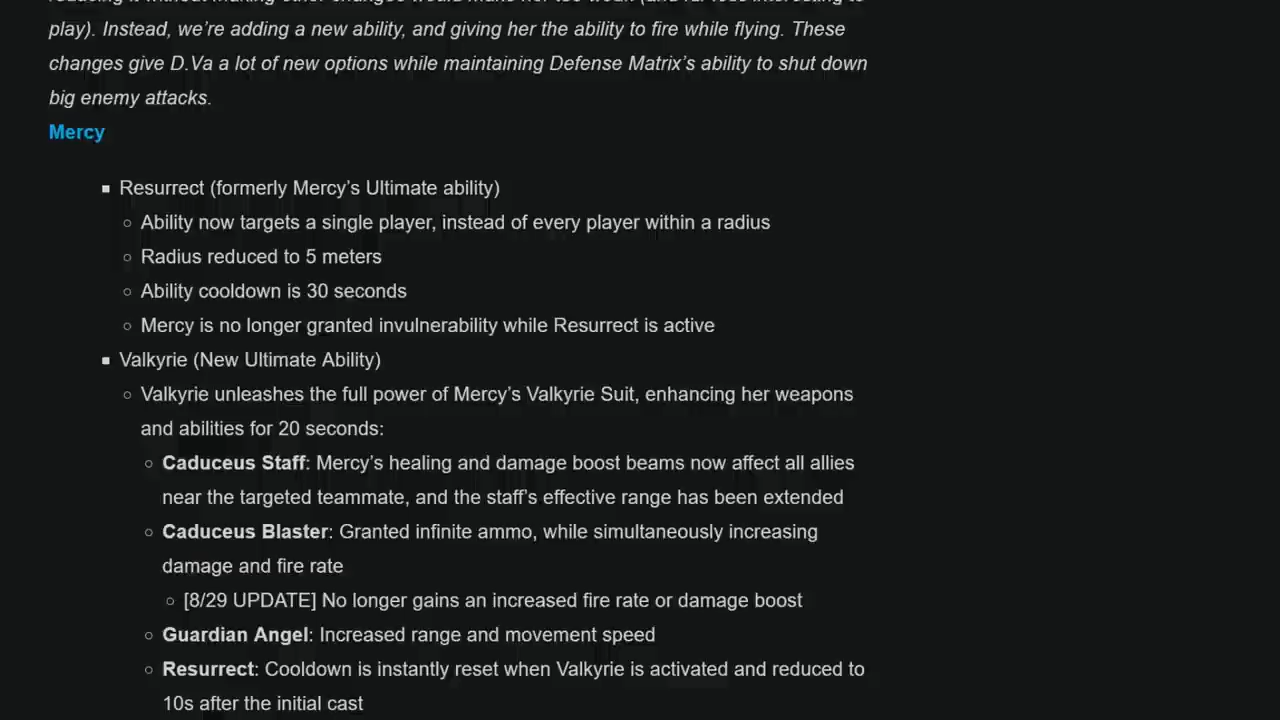 play). Instead, we're adding a new ability, and giving her the ability to fire while flying. These
changes give D.Va a lot of new options while maintaining Defense Matrix's ability to shut down
big enemy attacks.
Mercy
▪ Resurrect (formerly Mercy's Ultimate ability)
○ Ability now targets a single player, instead of every player within a radius
○ Radius reduced to 5 meters
○ Ability cooldown is 30 seconds
○ Mercy is no longer granted invulnerability while Resurrect is active
▪ Valkyrie (New Ultimate Ability)
○ Valkyrie unleashes the full power of Mercy's Valkyrie Suit, enhancing her weapons
and abilities for 20 seconds:
○ Caduceus Staff: Mercy's healing and damage boost beams now affect all allies
near the targeted teammate, and the staff's effective range has been extended
○ Caduceus Blaster: Granted infinite ammo, while simultaneously increasing
damage and fire rate
○ [8/29 UPDATE] No longer gains an increased fire rate or damage boost
○ Guardian Angel: Increased range and movement speed
○ Resurrect: Cooldown is instantly reset when Valkyrie is activated and reduced to
10s after the initial cast